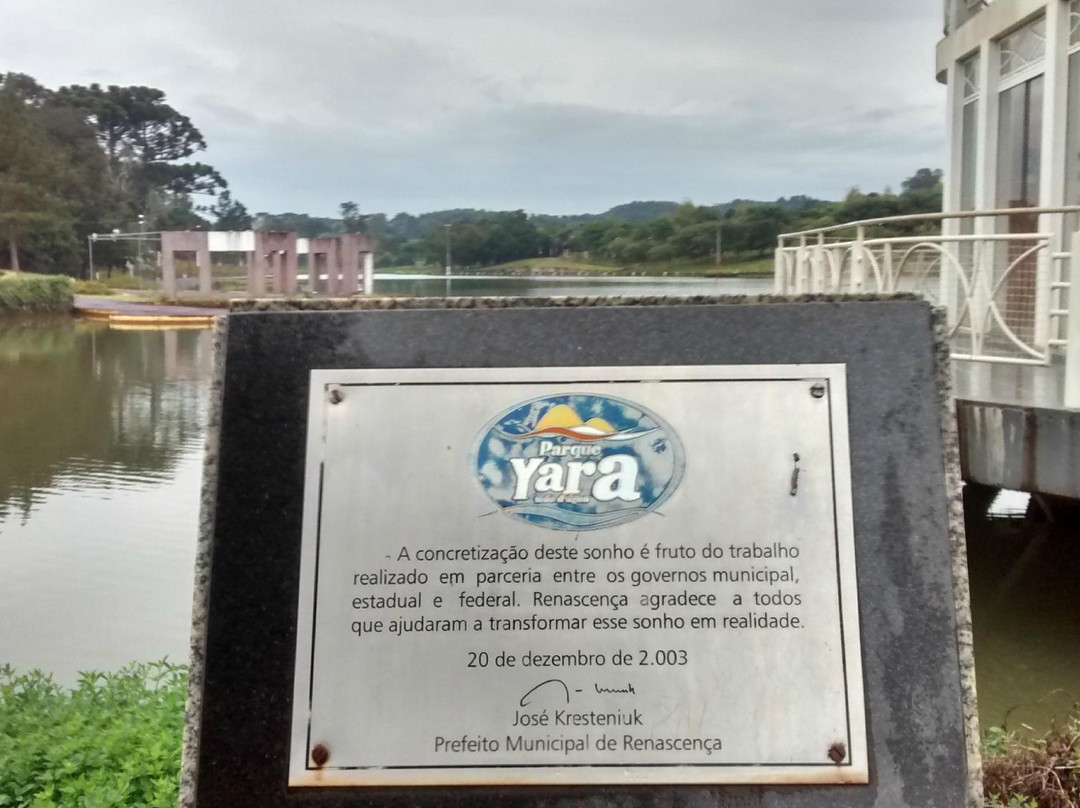 Parque
Yara
- A concretização deste sonho é fruto do trabalho
realizado em parceria entre os governos municipal,
estadual e federal. Renascença agradece a todos
que ajudaram a transformar esse sonho em realidade.
20 de dezembro de 2.003
José Kresteniuk
Prefeito Municipal de Renascença